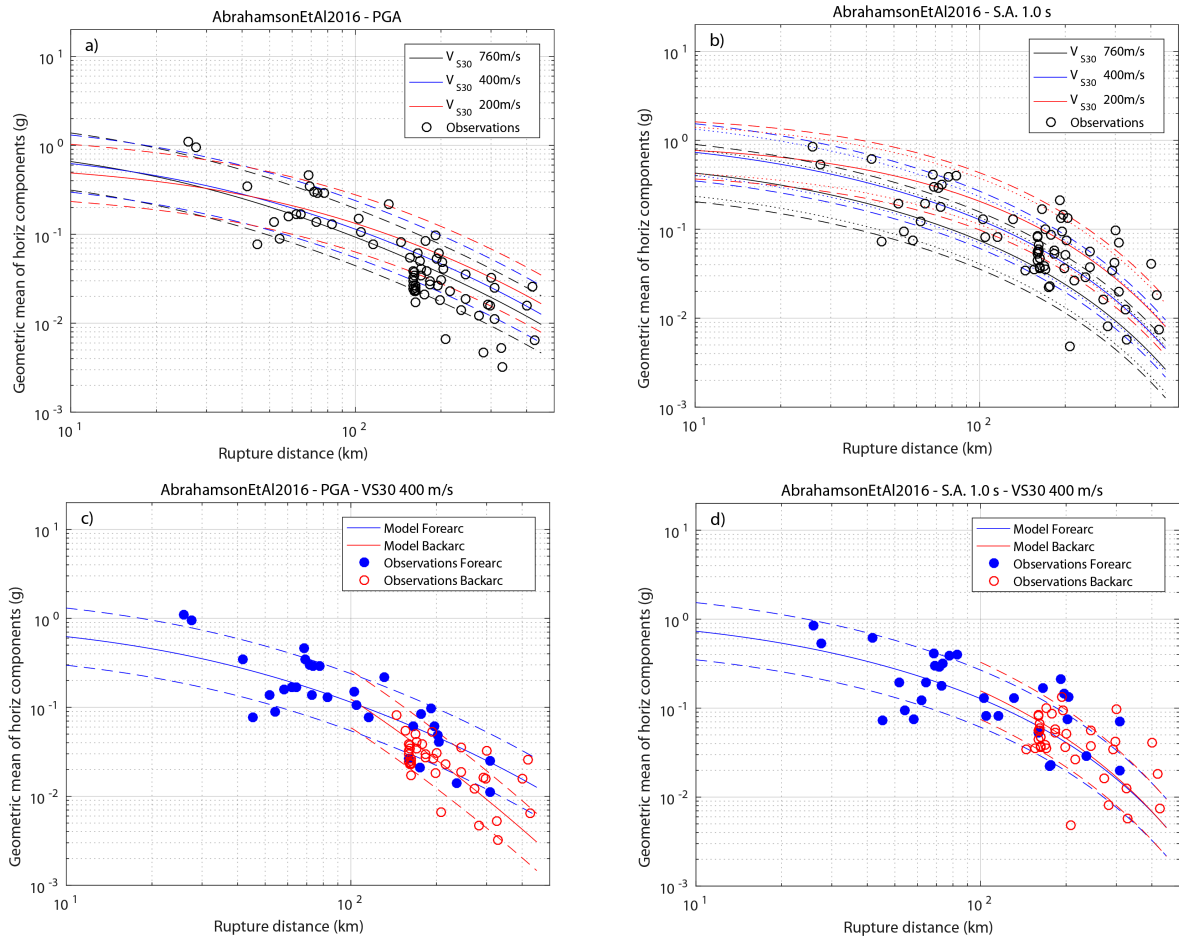 AbrahamsonEtAl2016 - PGA
a)
V S30 760m/s
V S30 400m/s
V S30 200m/s
Observations
10 1
10 0
10 -1
10 -2
10 -3
10 1
10 2
Geometric mean of horiz components (g)
Rupture distance (km)
AbrahamsonEtAl2016 - S.A. 1.0 s
b)
V S30 760m/s
V S30 400m/s
V S30 200m/s
Observations
10 1
10 0
10 -1
10 -2
10 -3
10 1
10 2
Geometric mean of horiz components (g)
Rupture distance (km)
AbrahamsonEtAl2016 - PGA - VS30 400 m/s
c)
Model Forearc
Model Backarc
Observations Forearc
Observations Backarc
10 1
10 0
10 -1
10 -2
10 -3
10 1
10 2
Geometric mean of horiz components (g)
Rupture distance (km)
AbrahamsonEtAl2016 - S.A. 1.0 s - VS30 400 m/s
d)
Model Forearc
Model Backarc
Observations Forearc
Observations Backarc
10 1
10 0
10 -1
10 -2
10 -3
10 1
10 2
Geometric mean of horiz components (g)
Rupture distance (km)